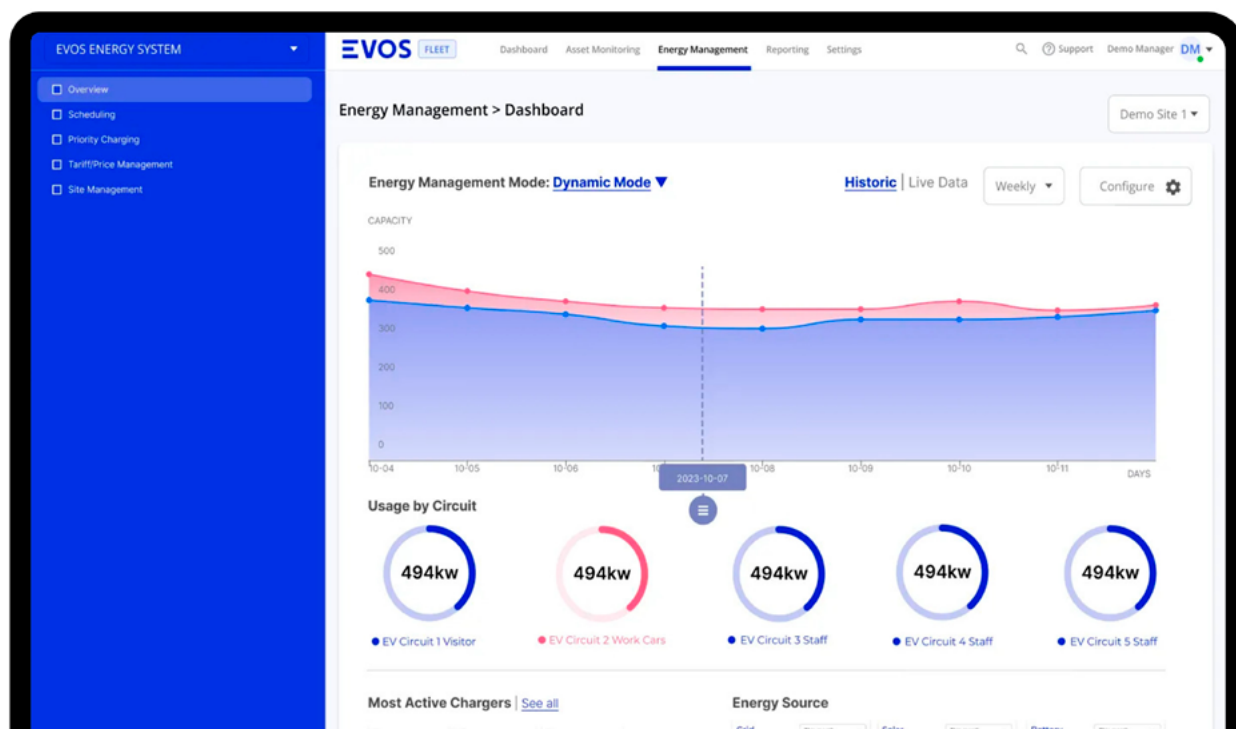 EVOS ENERGY SYSTEM
Overview
Scheduling
Priority Charging
Tariff/Price Management
Site Management
EVOS FLEET Dashboard Asset Monitoring Energy Management Reporting Settings Support Demo Manager DM
Energy Management > Dashboard
Demo Site 1
Energy Management Mode: Dynamic Mode
Historic | Live Data Weekly Configure
CAPACITY
500
400
300
200
100
0
10-04 10-05 10-06 10-08 10-09 10-10 10-11 DAYS
2023-10-07
Usage by Circuit
494kw 494kw 494kw 494kw 494kw
EV Circuit 1 Visitor EV Circuit 2 Work Cars EV Circuit 3 Staff EV Circuit 4 Staff EV Circuit 5 Staff
Most Active Chargers | See all
Energy Source